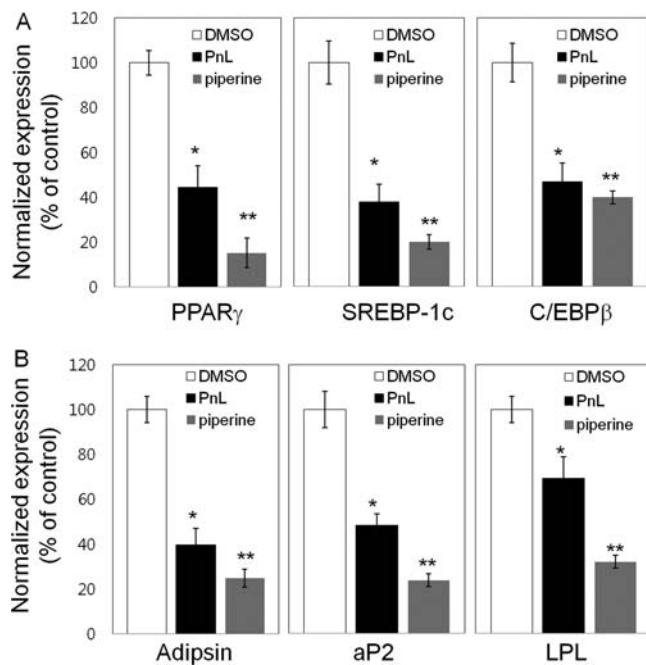 A
Normalized expression
(% of control)
120
100
80
60
40
20
0
DMSO
PnL
piperine
*
**
PPARγ
DMSO
PnL
piperine
*
**
SREBP-1c
DMSO
PnL
piperine
*
**
C/EBPβ
B
Normalized expression
(% of control)
120
100
80
60
40
20
0
DMSO
PnL
piperine
*
**
Adipsin
DMSO
PnL
piperine
*
**
aP2
DMSO
PnL
piperine
*
**
LPL